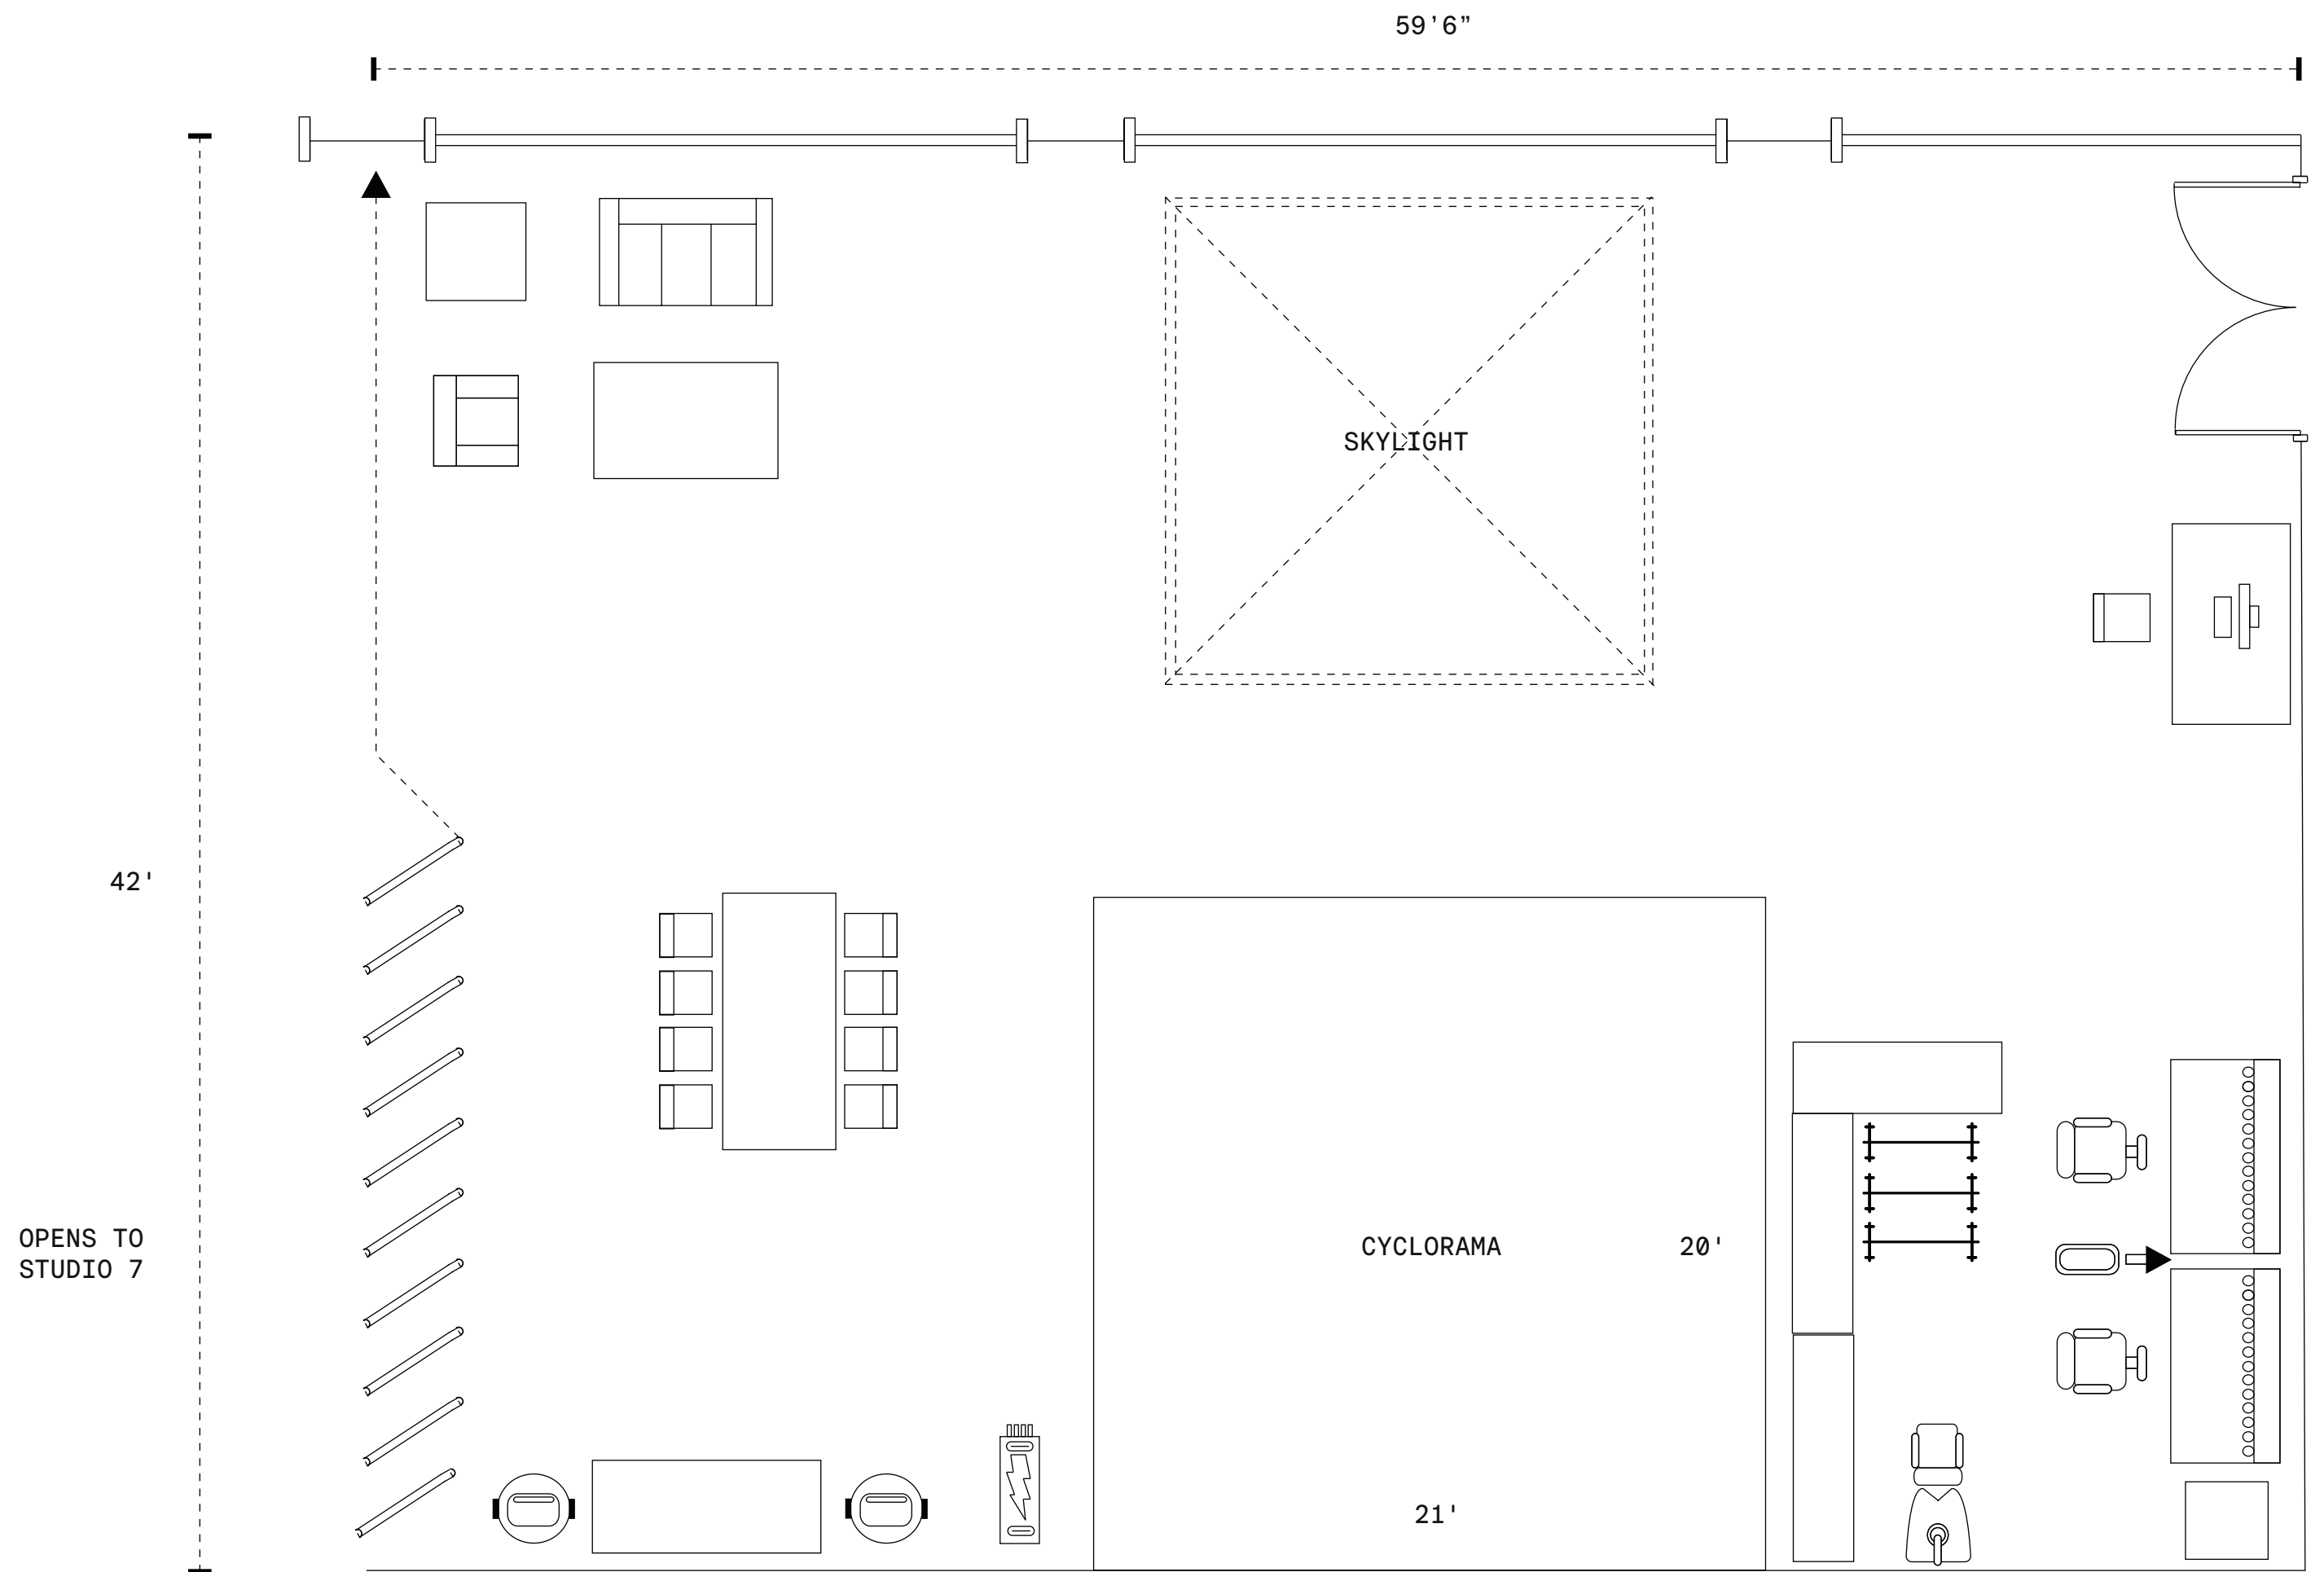 59’6”
SKYLIGHT
42'
OPENS TO
STUDIO 7
CYCLORAMA
20'
21'